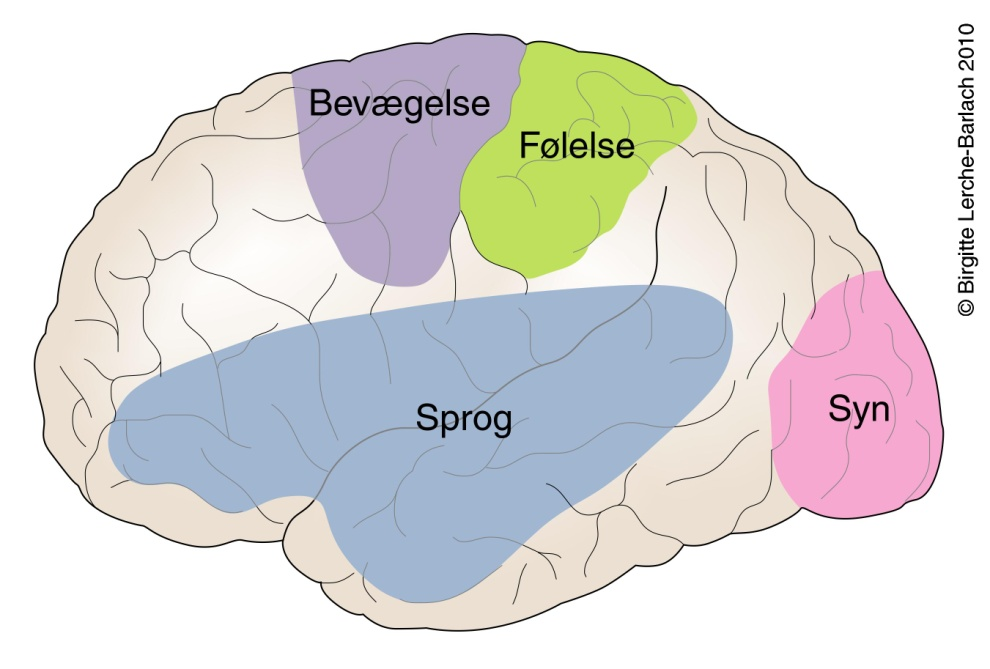 Bevægelse
Følelse
Sprog
Syn
© Birgitte Lerche-Barlach 2010